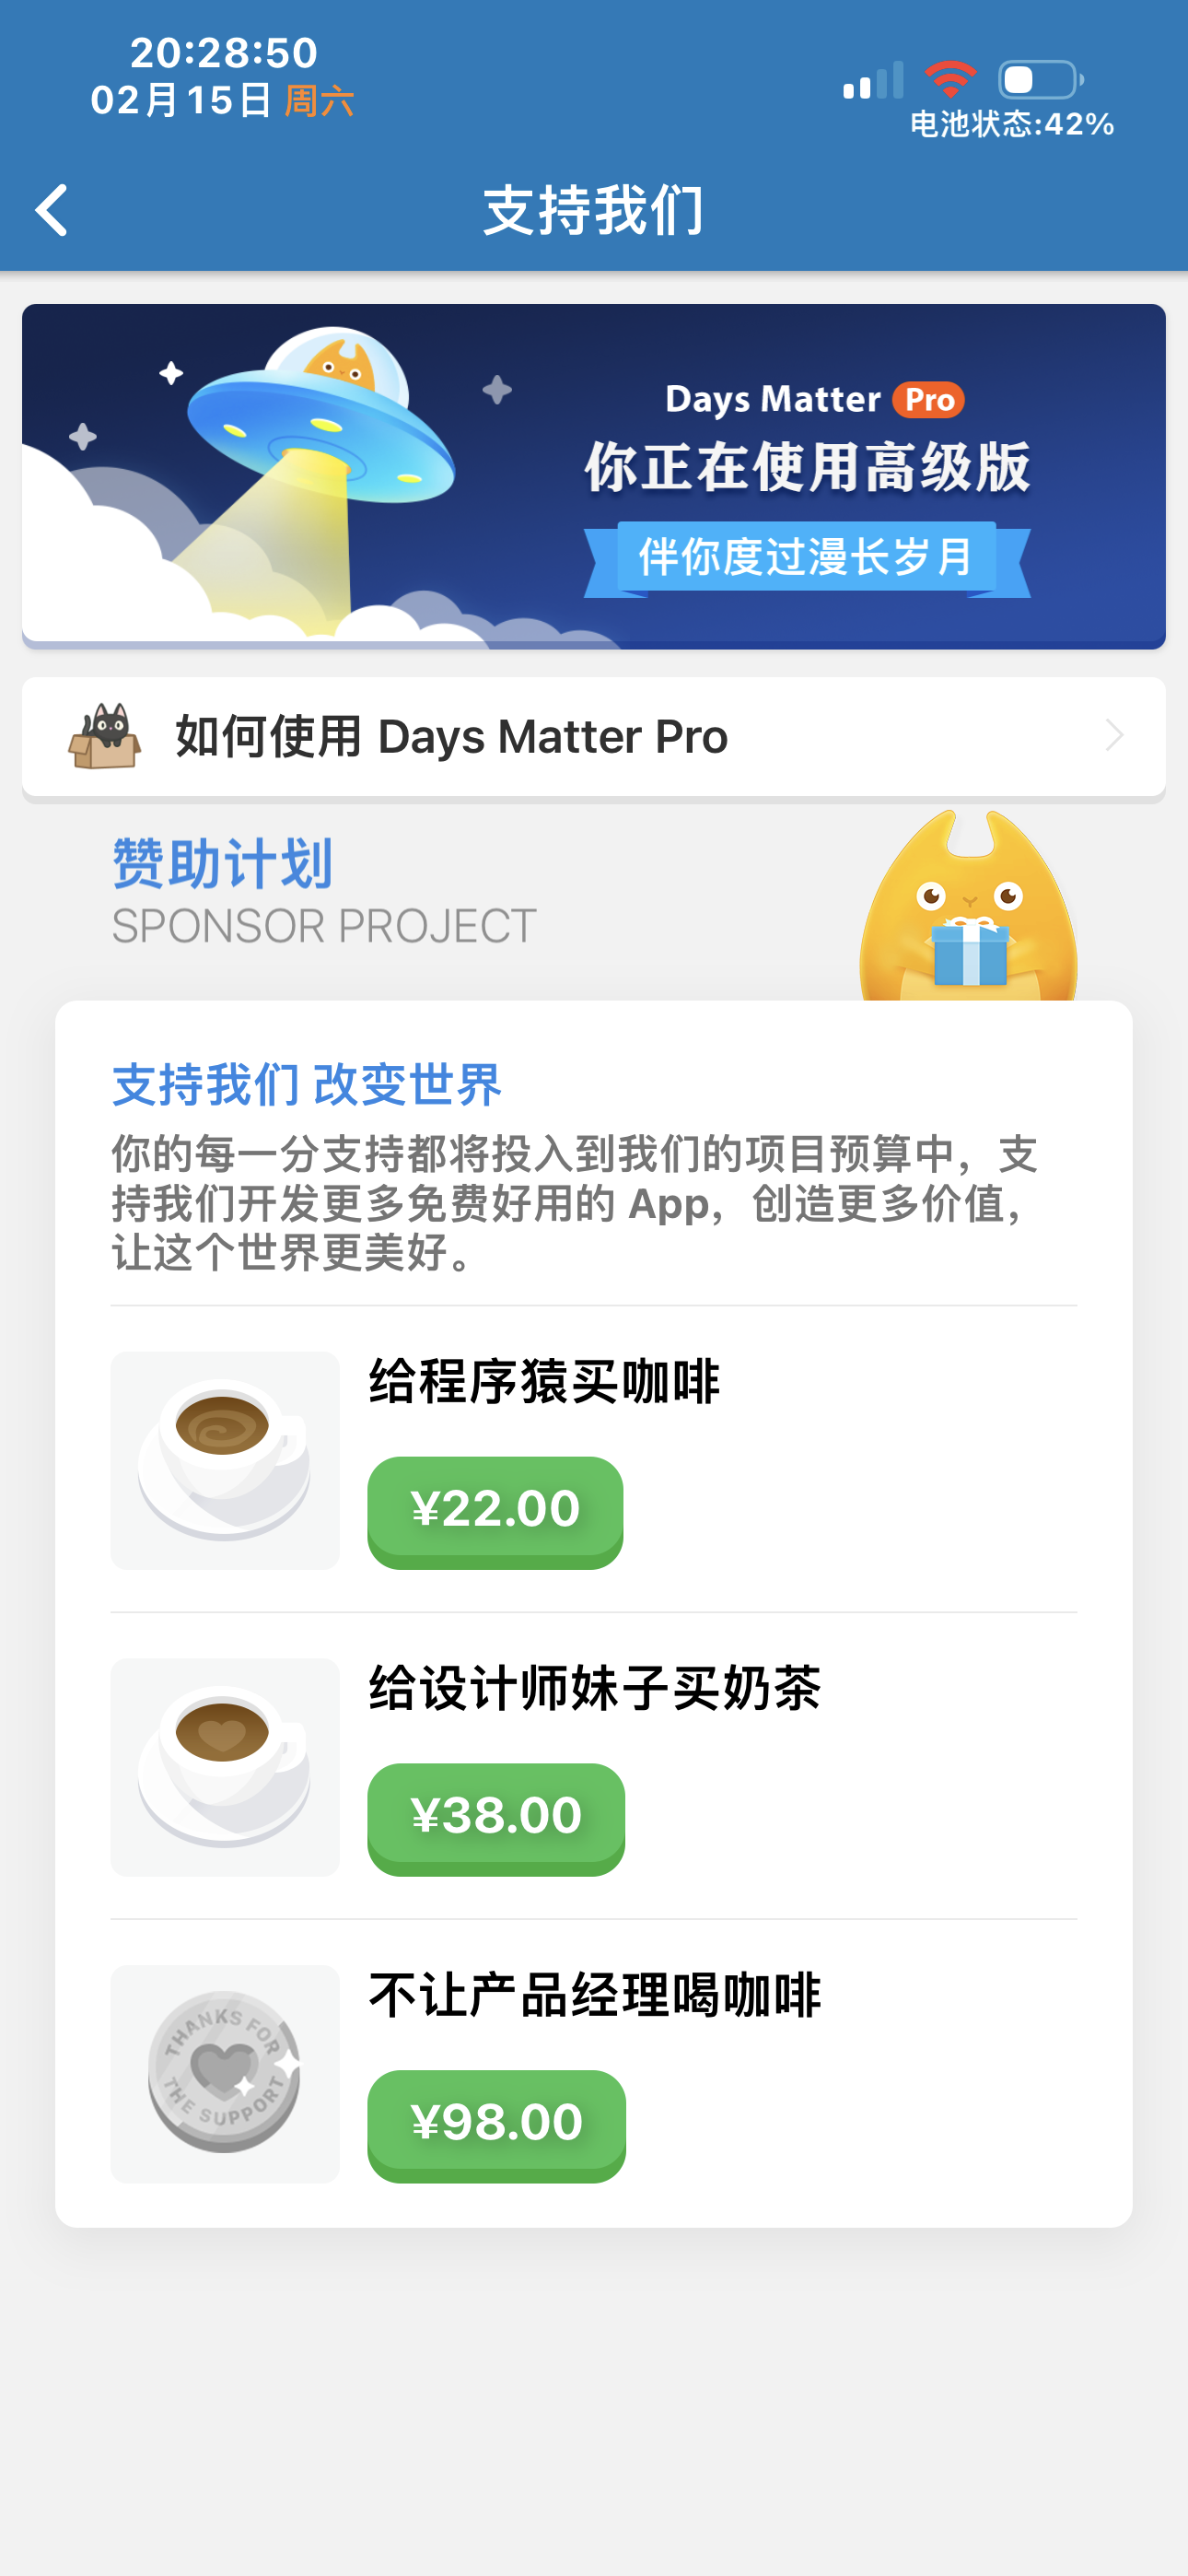 20:28:50
02月15日 周六
电池状态:42%
支持我们
Days Matter Pro
你正在使用高级版
伴你度过漫长岁月
如何使用 Days Matter Pro
赞助计划
SPONSOR PROJECT
支持我们 改变世界
你的每一分支持都将投入到我们的项目预算中，支
持我们开发更多免费好用的 App，创造更多价值，
让这个世界更美好。
给程序猿买咖啡
¥22.00
给设计师妹子买奶茶
¥38.00
不让产品经理喝咖啡
THANKS FOR
THE SUPPORT
¥98.00